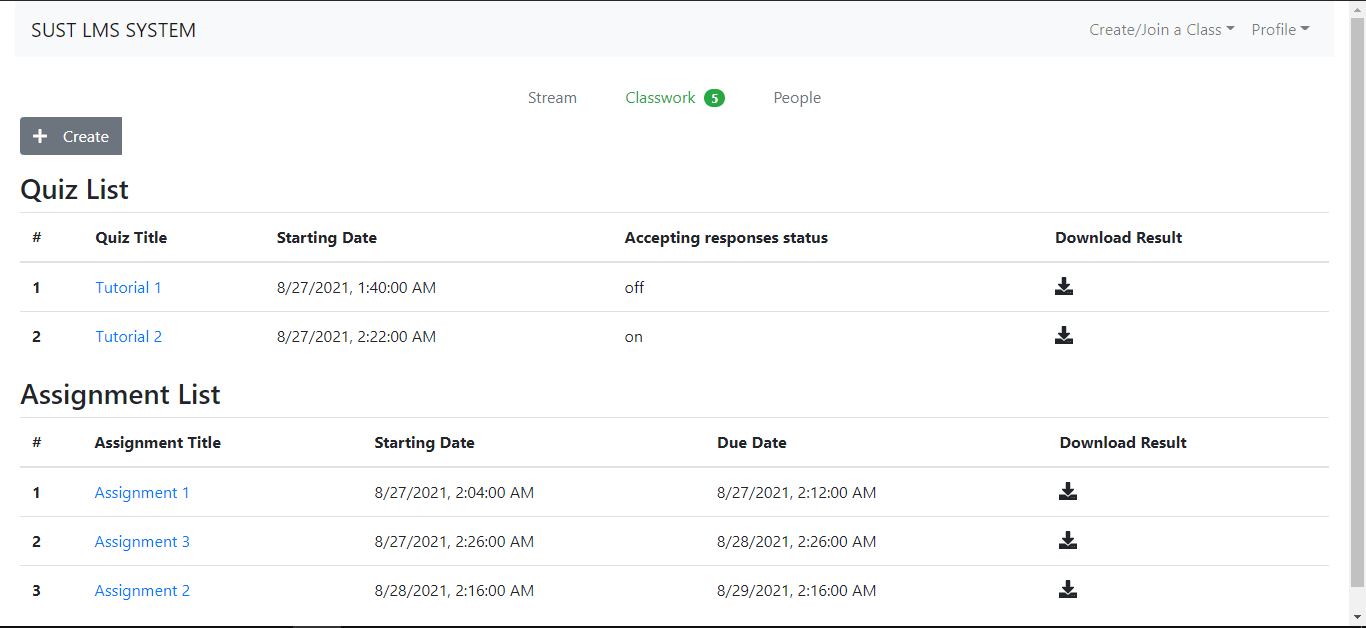 SUST LMS SYSTEM Create/Join a Class Profile
Stream Classwork 5 People
Create
Quiz List
# Quiz Title Starting Date Accepting responses status Download Result
1 Tutorial 1 8/27/2021, 1:40:00 AM off
2 Tutorial 2 8/27/2021, 2:22:00 AM on
Assignment List
# Assignment Title Starting Date Due Date Download Result
1 Assignment 1 8/27/2021, 2:04:00 AM 8/27/2021, 2:12:00 AM
2 Assignment 3 8/27/2021, 2:26:00 AM 8/28/2021, 2:26:00 AM
3 Assignment 2 8/28/2021, 2:16:00 AM 8/29/2021, 2:16:00 AM